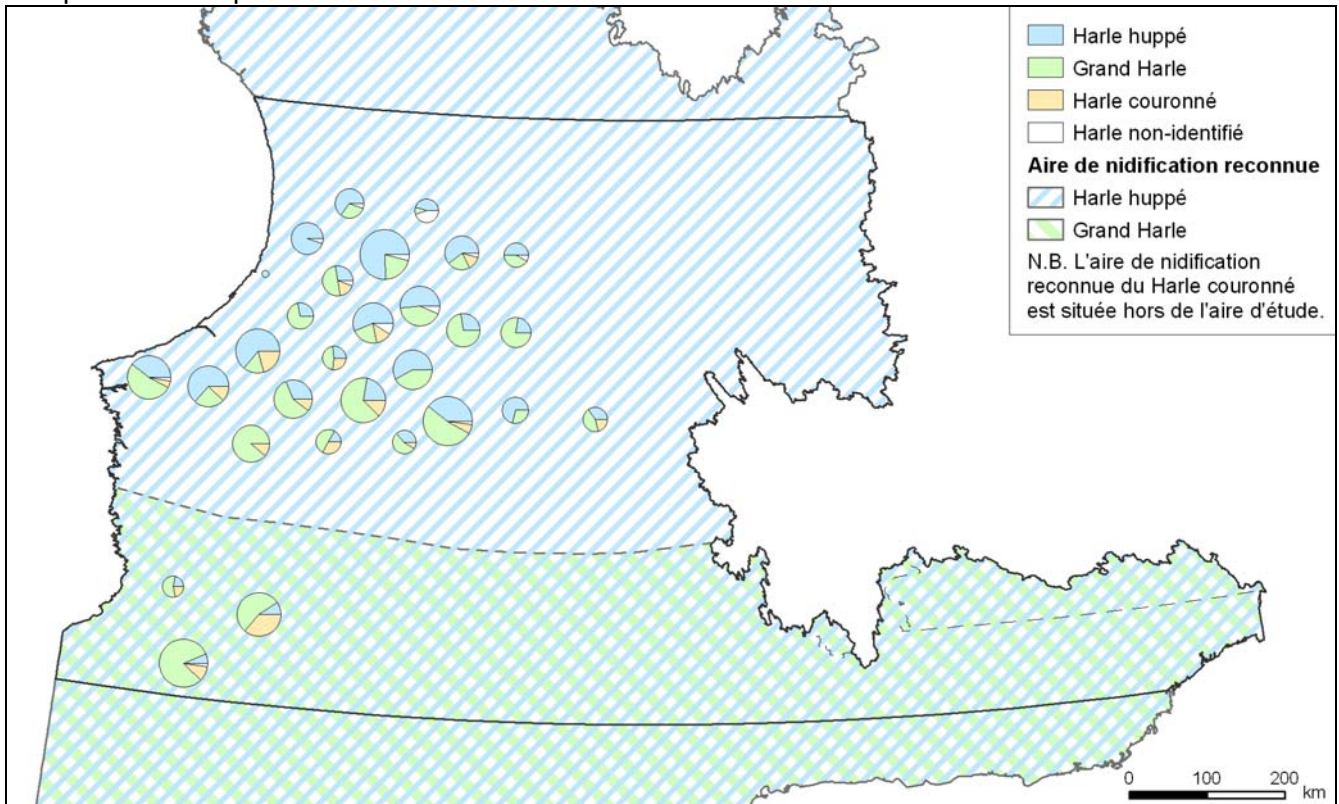 Harle huppé
Grand Harle
Harle couronné
Harle non-identifié
Aire de nidification reconnue
Harle huppé
Grand Harle
N.B. L'aire de nidification
reconnue du Harle couronné
est située hors de l'aire d'étude.
0 100 200
km